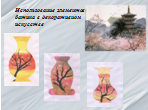 Использование элементов
батика в декоративном
искусстве